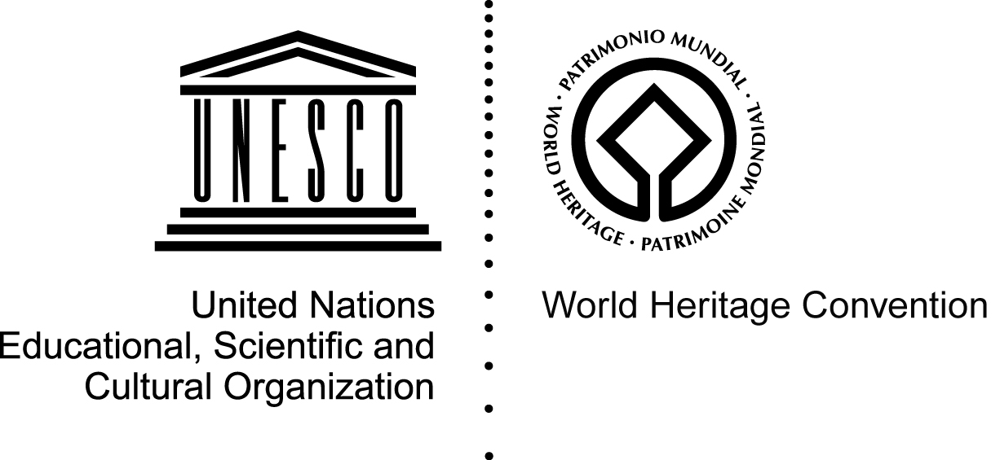 UNESCO
United Nations
Educational, Scientific and
Cultural Organization
PATRIMONIO MUNDIAL · WORLD HERITAGE · PATRIMOINE MONDIAL ·
World Heritage Convention